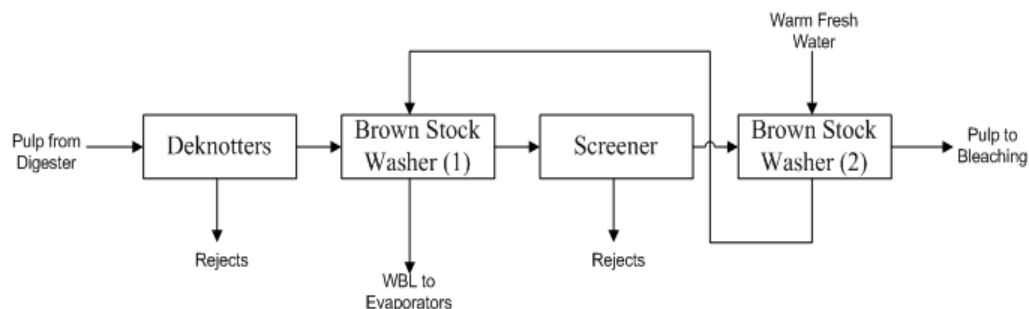 Warm Fresh
Water
Pulp from
Digester
Deknotters
Brown Stock
Washer (1)
Screener
Brown Stock
Washer (2)
Pulp to
Bleaching
Rejects
WBL to
Evaporators
Rejects